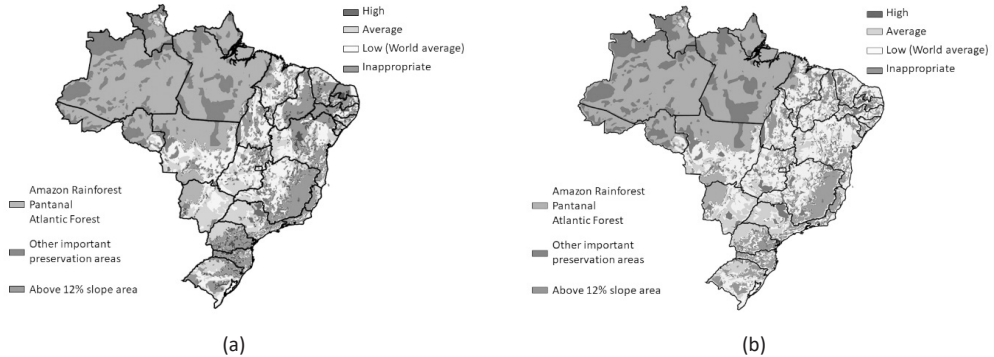 High
Average
Low (World average)
Inappropriate
Amazon Rainforest
Pantanal
Atlantic Forest
Other important
preservation areas
Above 12% slope area
(a)
High
Average
Low (World average)
Inappropriate
Amazon Rainforest
Pantanal
Atlantic Forest
Other important
preservation areas
Above 12% slope area
(b)